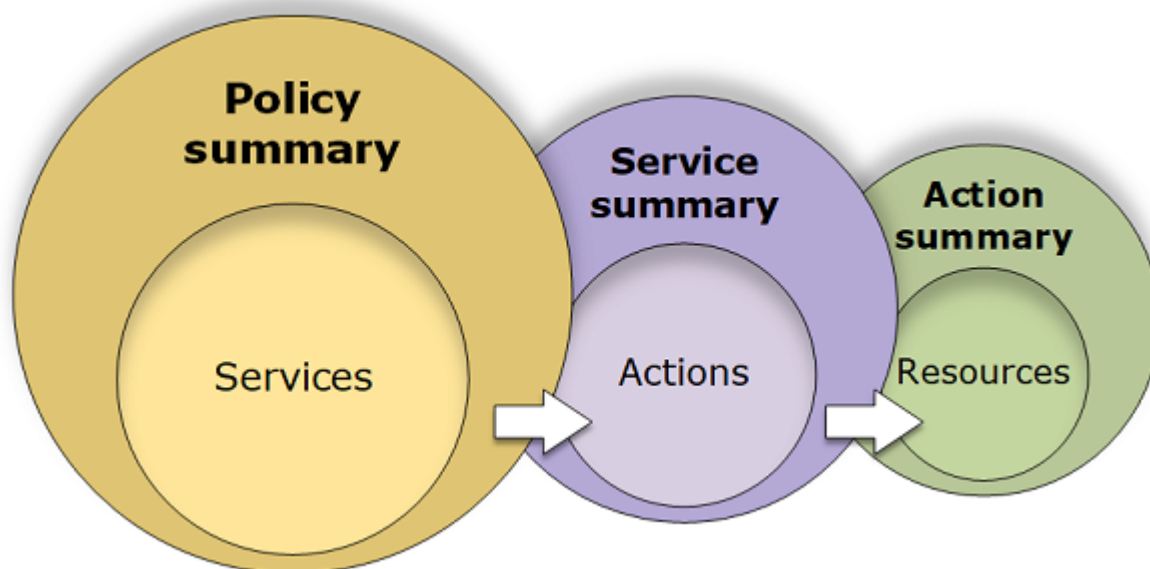 Policy
summary
Services
Service
summary
Actions
Action
summary
Resources